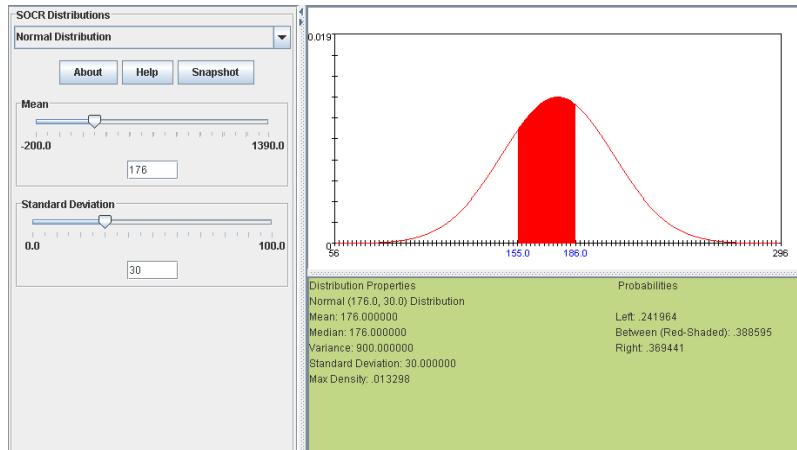 SOCR Distributions
Normal Distribution
About Help Snapshot
Mean
-200.0 1390.0
176
Standard Deviation
0.0 100.0
30
0.019
0
56 155.0 186.0 296
Distribution Properties Probabilities
Normal (176.0, 30.0) Distribution
Mean: 176.000000 Left: .241964
Median: 176.000000 Between (Red-Shaded): .388595
Variance: 900.000000 Right: .369441
Standard Deviation: 30.000000
Max Density: .013298